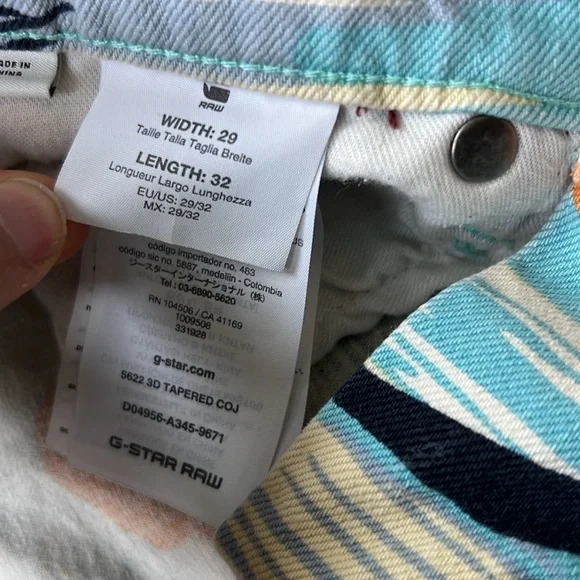 MADE IN
CHINA
RAW
WIDTH: 29
Taille Talla Taglia Breite
LENGTH: 32
Longueur Largo Lunghezza
EU/US: 29/32
MX: 29/32
código importador no. 463
código sic no. 5887, medellin - Colombia
ジースターインターナショナル（株）
Tel : 03-6890-5620
RN 104506 / CA 41169
1009508
331928
g-star.com
5622 3D TAPERED COJ
D04956-A345-9671
G-STAR RAW